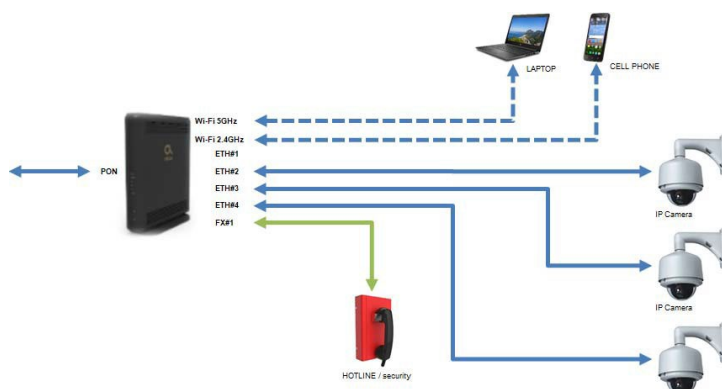 LAPTOP
CELL PHONE
Wi-Fi 5GHz
Wi-Fi 2.4GHz
ETH#1
PON
ETH#2
ETH#3
ETH#4
FX#1
IP Camera
IP Camera
HOTLINE / security